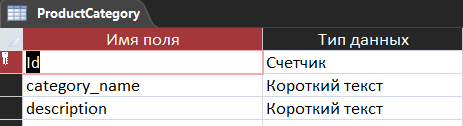 ProductCategory
Имя поля Тип данных
Id Счетчик
category_name Короткий текст
description Короткий текст